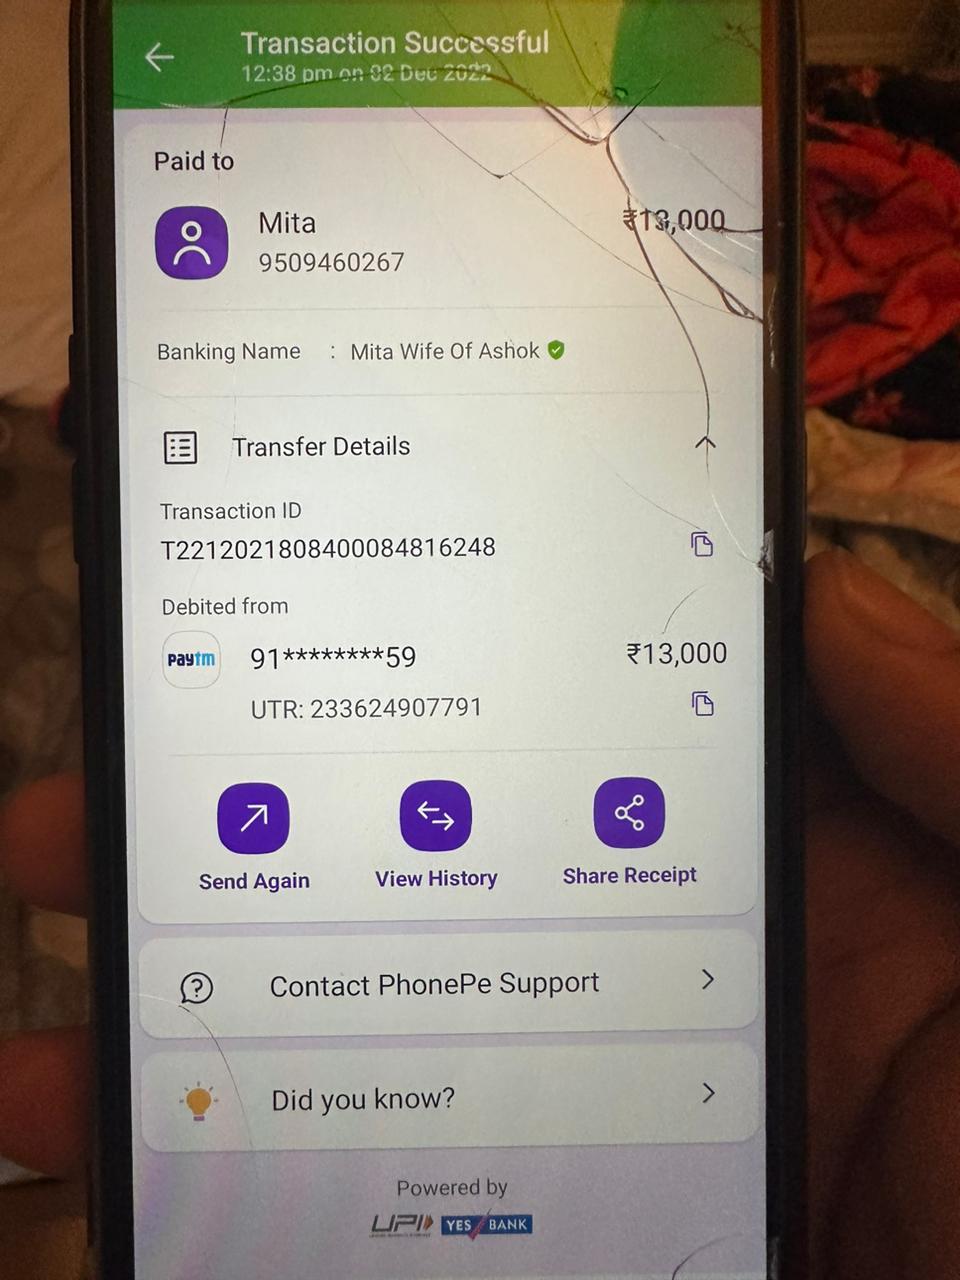 Transaction Successful
12:38 pm on 02 Dec 2022
Paid to
Mita
₹13,000
9509460267
Banking Name : Mita Wife Of Ashok
Transfer Details
Transaction ID
T2212021808400084816248
Debited from
paytm
91********59
₹13,000
UTR: 233624907791
Send Again
View History
Share Receipt
Contact PhonePe Support
Did you know?
Powered by
UPI YES BANK